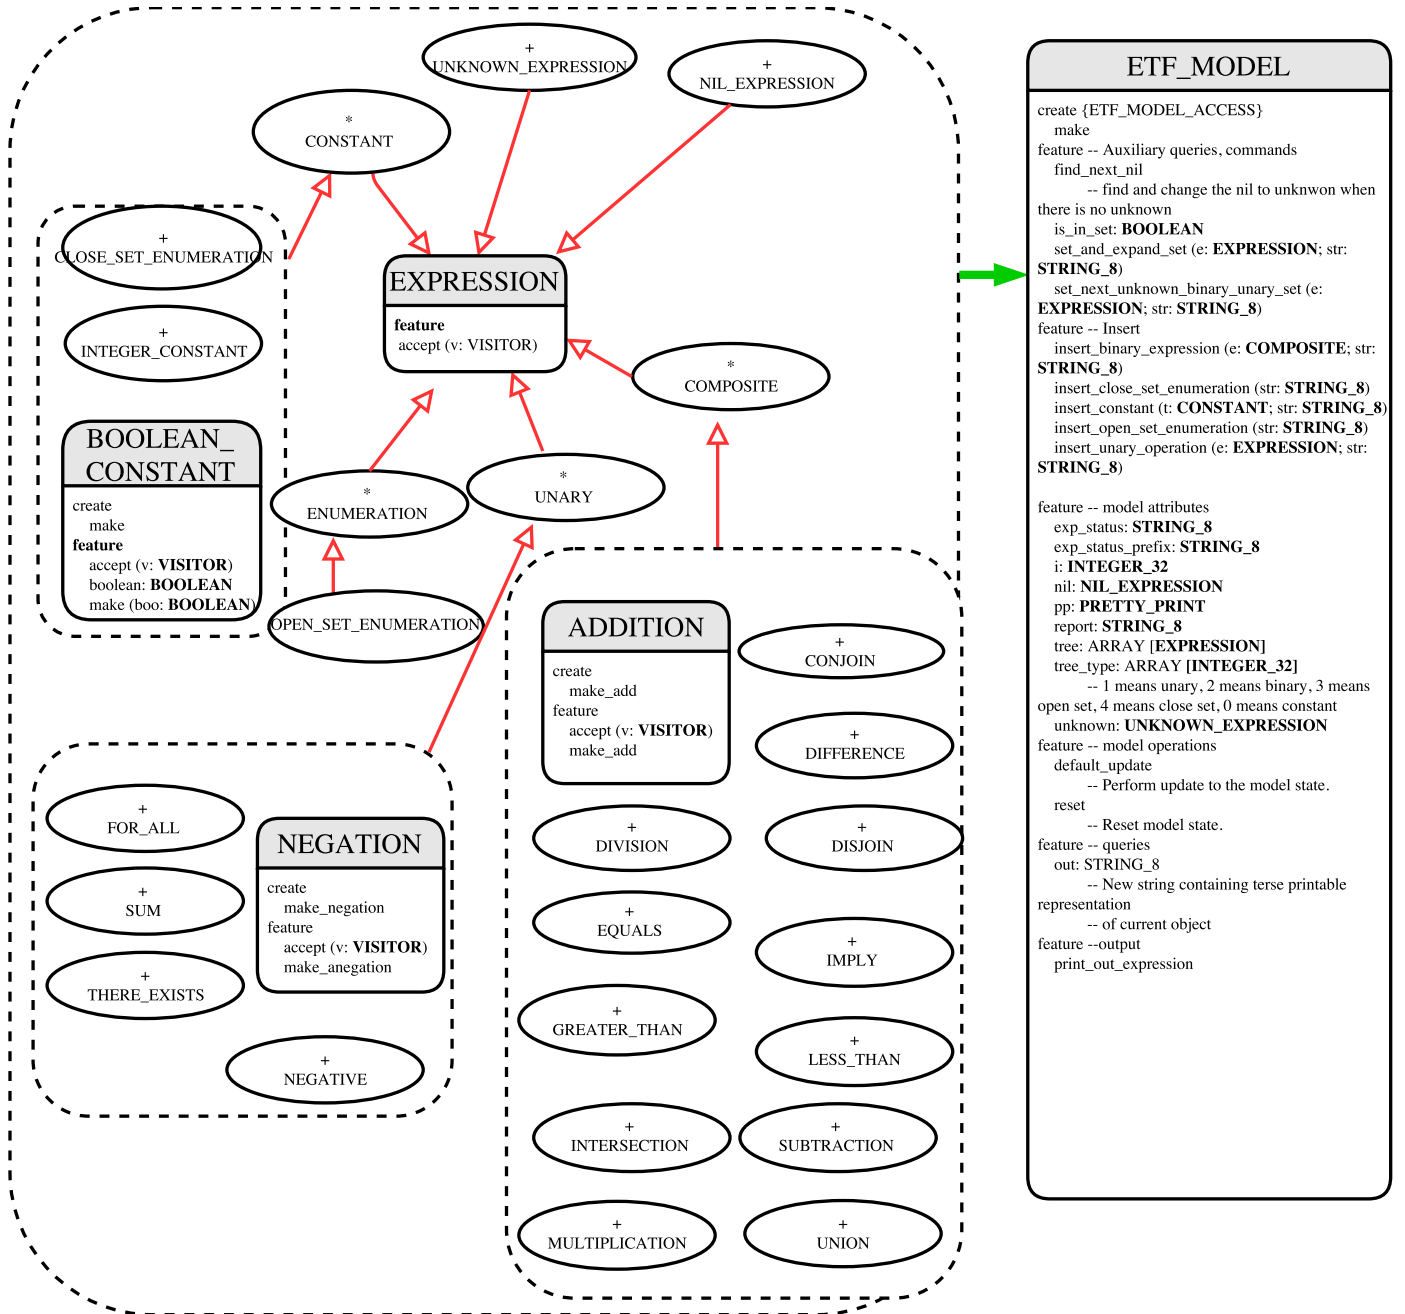 +
UNKNOWN_EXPRESSION
+
NIL_EXPRESSION
*
CONSTANT
+
CLOSE_SET_ENUMERATION
+
INTEGER_CONSTANT
EXPRESSION
feature
accept (v: VISITOR)
*
COMPOSITE
BOOLEAN_
CONSTANT
create
make
feature
accept (v: VISITOR)
boolean: BOOLEAN
make (boo: BOOLEAN)
*
ENUMERATION
*
UNARY
OPEN_SET_ENUMERATION
+
FOR_ALL
+
SUM
+
THERE_EXISTS
NEGATION
create
make_negation
feature
accept (v: VISITOR)
make_anegation
+
NEGATIVE
ADDITION
create
make_add
feature
accept (v: VISITOR)
make_add
+
CONJOIN
+
DIFFERENCE
+
DIVISION
+
DISJOIN
+
EQUALS
+
IMPLY
+
GREATER_THAN
+
LESS_THAN
+
INTERSECTION
+
SUBTRACTION
+
MULTIPLICATION
+
UNION
ETF_MODEL
create {ETF_MODEL_ACCESS}
make
feature -- Auxiliary queries, commands
find_next_nil
-- find and change the nil to unknwon when
there is no unknown
is_in_set: BOOLEAN
set_and_expand_set (e: EXPRESSION; str:
STRING_8)
set_next_unknown_binary_unary_set (e:
EXPRESSION; str: STRING_8)
feature -- Insert
insert_binary_expression (e: COMPOSITE; str:
STRING_8)
insert_close_set_enumeration (str: STRING_8)
insert_constant (t: CONSTANT; str: STRING_8)
insert_open_set_enumeration (str: STRING_8)
insert_unary_operation (e: EXPRESSION; str:
STRING_8)
feature -- model attributes
exp_status: STRING_8
exp_status_prefix: STRING_8
i: INTEGER_32
nil: NIL_EXPRESSION
pp: PRETTY_PRINT
report: STRING_8
tree: ARRAY [EXPRESSION]
tree_type: ARRAY [INTEGER_32]
-- 1 means unary, 2 means binary, 3 means
open set, 4 means close set, 0 means constant
unknown: UNKNOWN_EXPRESSION
feature -- model operations
default_update
-- Perform update to the model state.
reset
-- Reset model state.
feature -- queries
out: STRING_8
-- New string containing terse printable
representation
-- of current object
feature --output
print_out_expression